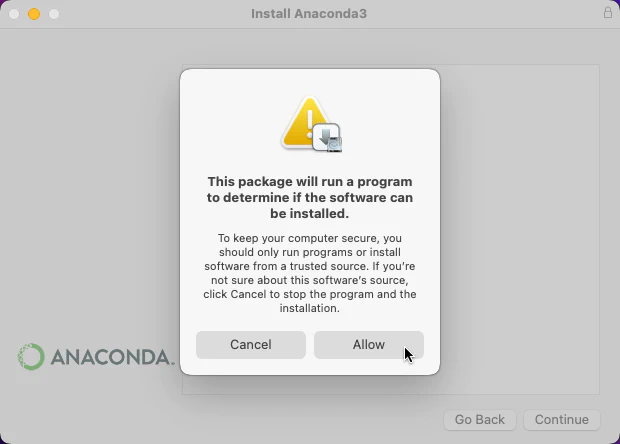 Install Anaconda3
This package will run a program
to determine if the software can
be installed.
To keep your computer secure, you
should only run programs or install
software from a trusted source. If you're
not sure about this software's source,
click Cancel to stop the program and the
installation.
Cancel
Allow
ANACONDA.
Go Back
Continue